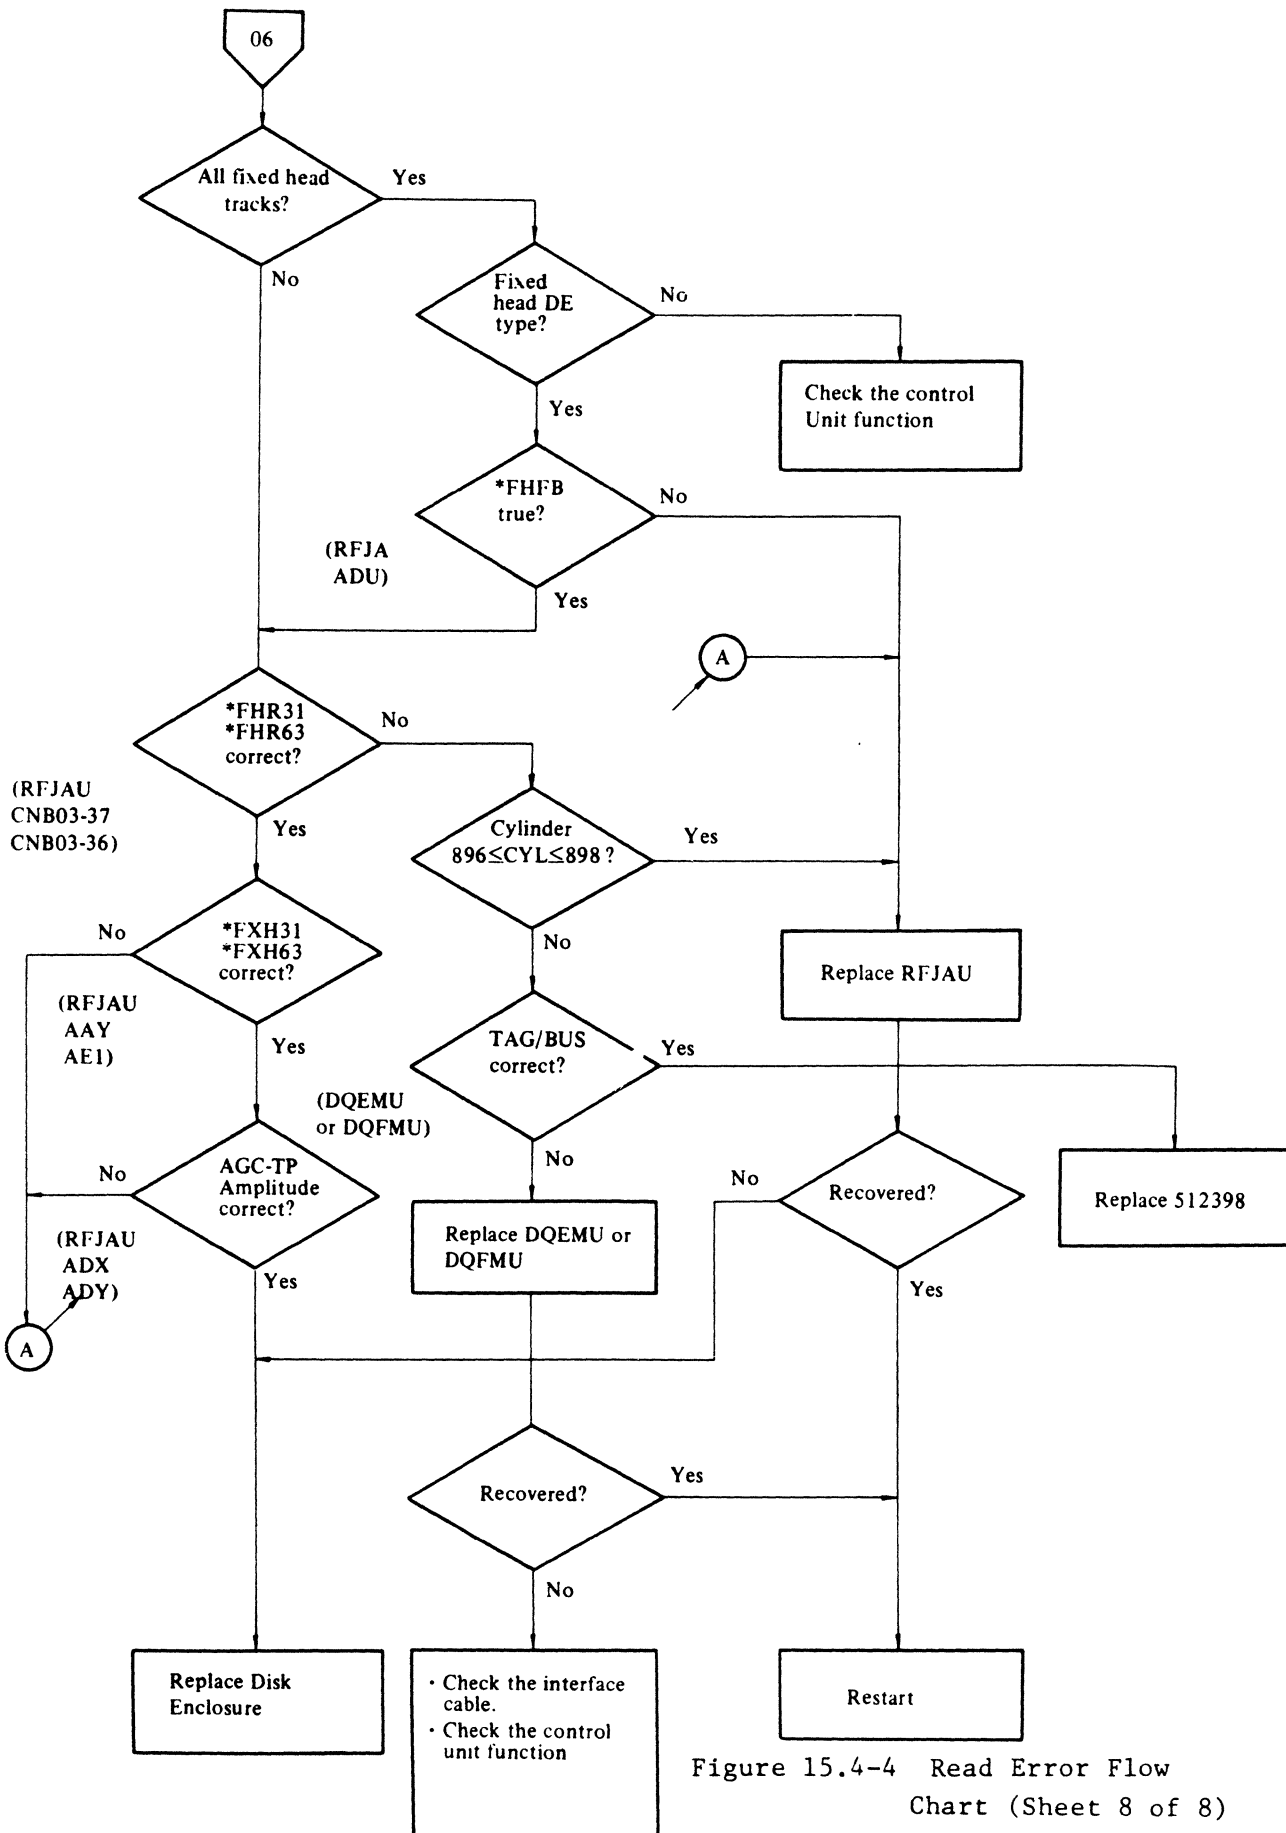 06
All fixed head
tracks?
Yes
No
Fixed
head DE
type?
No
Check the control
Unit function
Yes
*FHFB
true?
No
(RFJA
ADU)
Yes
A
*FHR31
*FHR63
correct?
No
(RFJAU
CNB03-37
CNB03-36)
Yes
Cylinder
896≤CYL≤898?
Yes
No
*FXH31
*FXH63
correct?
No
Replace RFJAU
(RFJAU
AAY
AE1)
Yes
TAG/BUS
correct?
Yes
(DQEMU
or DQFMU)
No
AGC-TP
Amplitude
correct?
No
No
Recovered?
Replace 512398
Replace DQEMU or
DQFMU
(RFJAU
ADX
ADY)
Yes
Yes
A
Recovered?
Yes
No
Replace Disk
Enclosure
· Check the interface
cable.
· Check the control
unit function
Restart
Figure 15.4-4 Read Error Flow
Chart (Sheet 8 of 8)